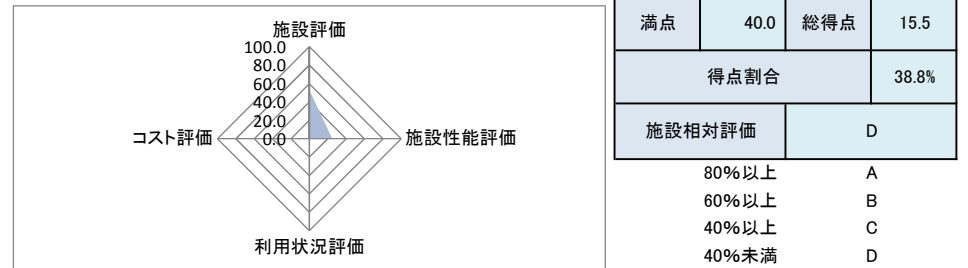 施設評価
100.0
80.0
60.0
40.0
20.0
0.0
コスト評価
施設性能評価
利用状況評価
満点 40.0 総得点 15.5
得点割合 38.8%
施設相対評価 D
80%以上 A
60%以上 B
40%以上 C
40%未満 D